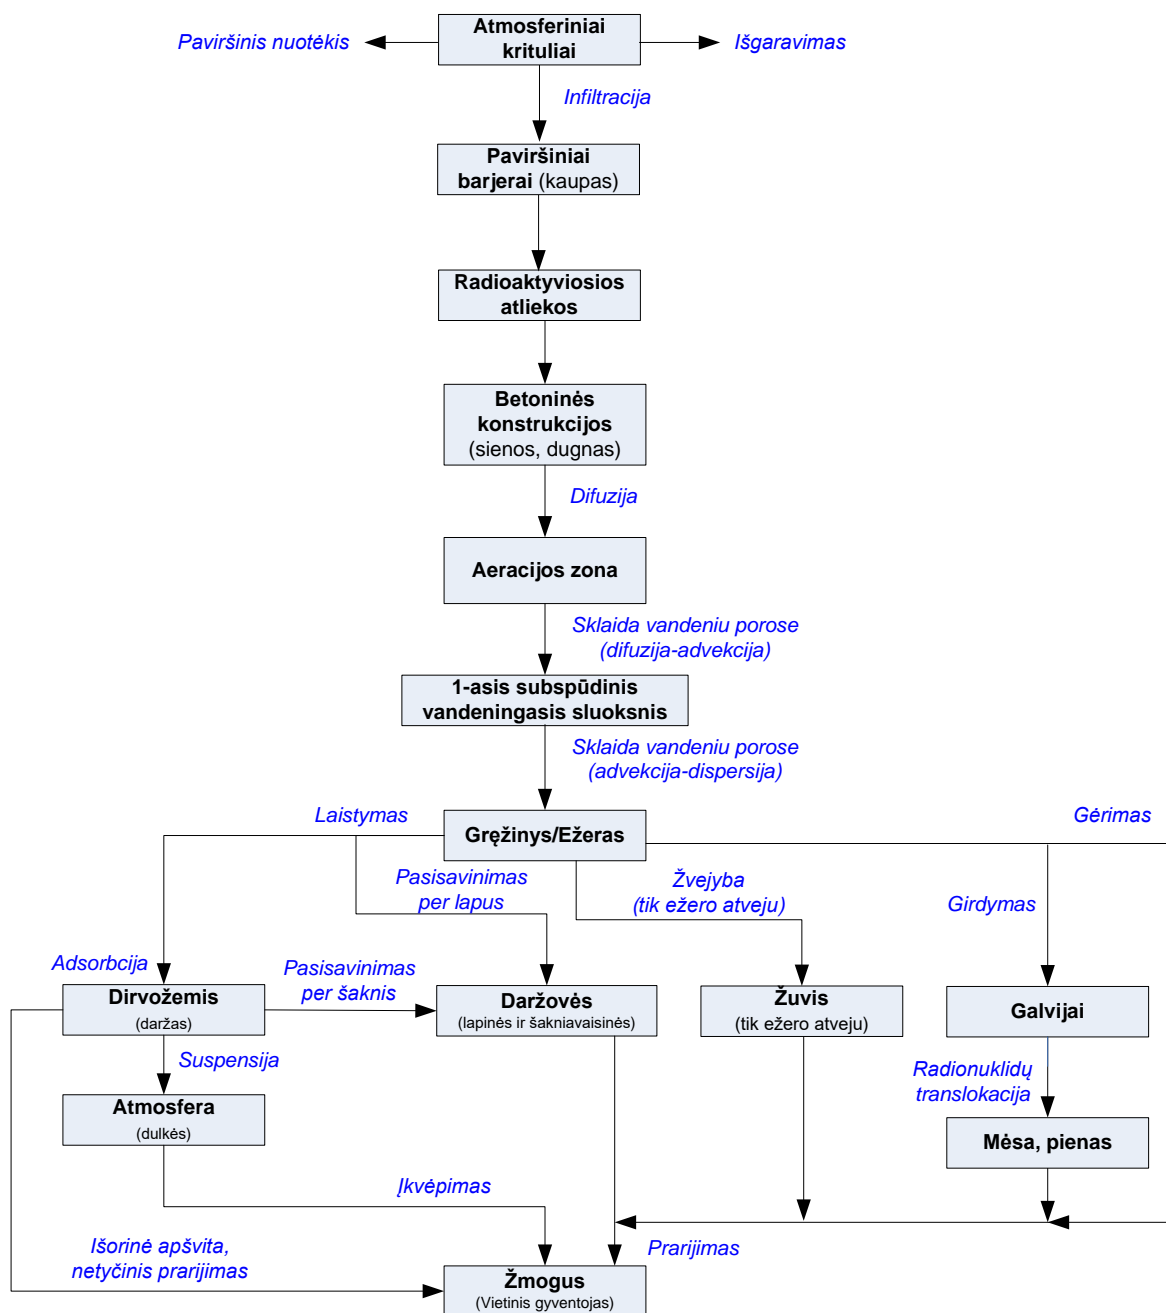 Atmosferiniai
krituliai
Paviršinis nuotėkis
Išgaravimas
Infiltracija
Paviršiniai
barjerai (kaupas)
Radioaktyviosios
atliekos
Betoninės
konstrukcijos
(sienos, dugnas)
Difuzija
Aeracijos zona
Sklaida vandeniu porose
(difuzija-advekcija)
1-asis subspūdinis
vandeningasis sluoksnis
Sklaida vandeniu porose
(advekcija-dispersija)
Laistymas
Gręžinys/Ežeras
Gėrimas
Pasisavinimas
per lapus
Žvejyba
(tik ežero atveju)
Girdymas
Adsorbcija
Pasisavinimas
per šaknis
Dirvožemis
(daržas)
Daržovės
(lapinės ir šakniavaisinės)
Žuvis
(tik ežero atveju)
Galvijai
Suspensija
Radionuklidų
translokacija
Atmosfera
(dulkės)
Mėsa, pienas
Įkvėpimas
Išorinė apšvita,
netyčinis prarijimas
Prarijimas
Žmogus
(Vietinis gyventojas)